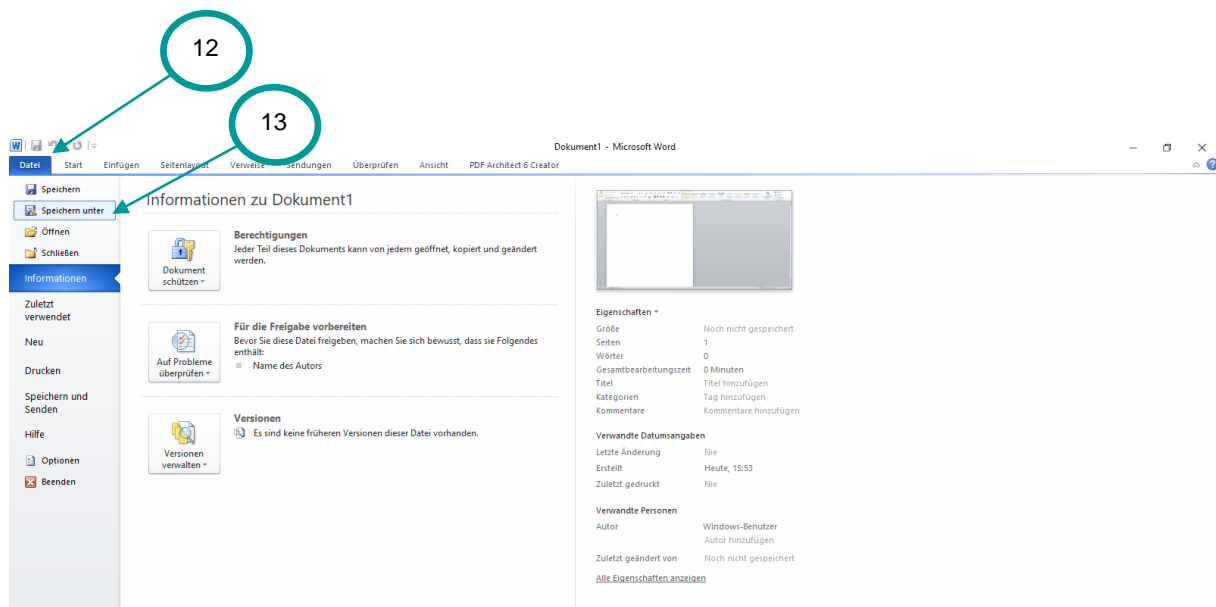 12
13
Dokument1 - Microsoft Word
Datei Start Einfügen Seitenlayout Verweise Sendungen Überprüfen Ansicht PDF Architect 6 Creator
Speichern
Speichern unter
Öffnen
Schließen
Informationen
Zuletzt
verwendet
Neu
Drucken
Speichern und
Senden
Hilfe
Optionen
Beenden
Informationen zu Dokument1
Dokument
schützen
Berechtigungen
Jeder Teil dieses Dokuments kann von jedem geöffnet, kopiert und geändert
werden.
Auf Probleme
überprüfen
Für die Freigabe vorbereiten
Bevor Sie diese Datei freigeben, machen Sie sich bewusst, dass sie Folgendes
enthält:
Name des Autors
Versionen
verwalten
Versionen
Es sind keine früheren Versionen dieser Datei vorhanden.
Eigenschaften
Größe Noch nicht gespeichert
Seiten 1
Wörter 0
Gesamtbearbeitungszeit 0 Minuten
Titel Titel hinzufügen
Kategorien Tag hinzufügen
Kommentare Kommentare hinzufügen
Verwandte Datumsangaben
Letzte Änderung Nie
Erstellt Heute, 15:53
Zuletzt gedruckt Nie
Verwandte Personen
Autor Windows-Benutzer
Autor hinzufügen
Zuletzt geändert von Noch nicht gespeichert
Alle Eigenschaften anzeigen